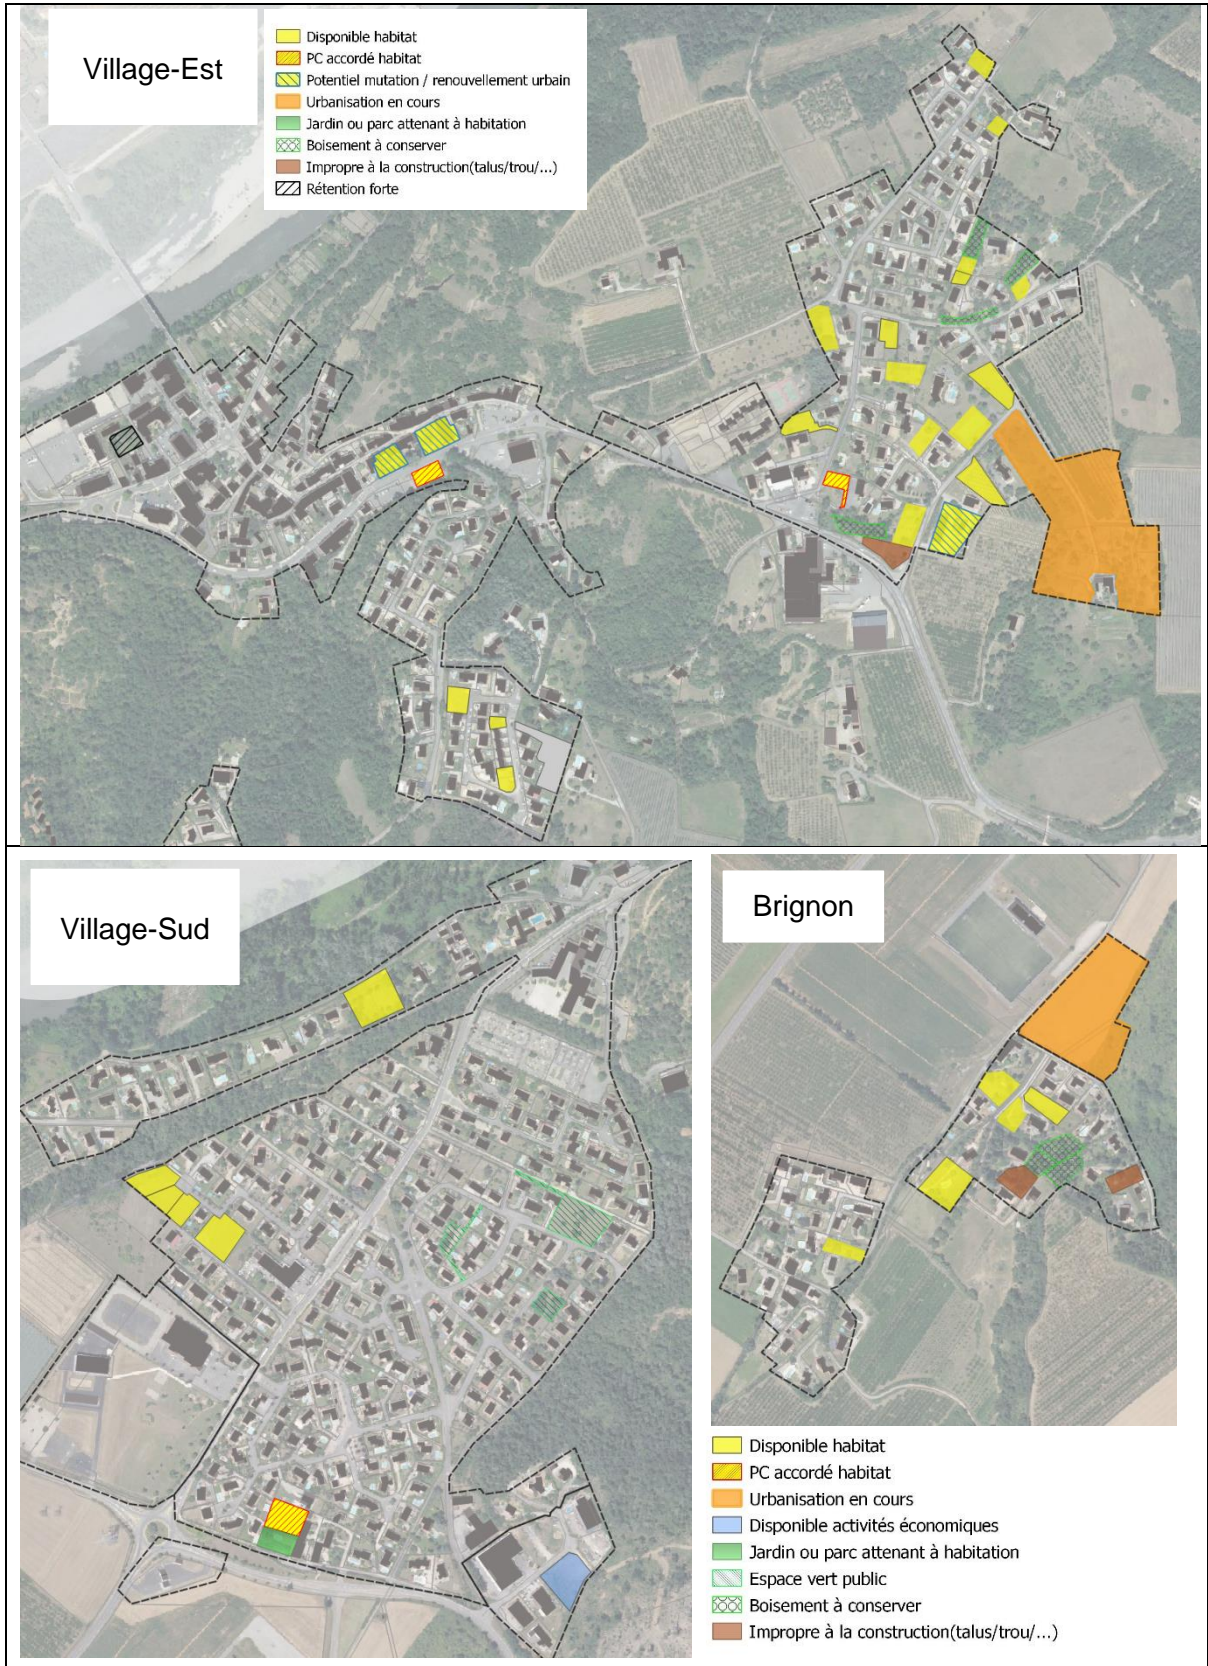 Village-Est
Disponible habitat
PC accordé habitat
Potentiel mutation / renouvellement urbain
Urbanisation en cours
Jardin ou parc attenant à habitation
Boisement à conserver
Impropre à la construction(talus/trou/...)
Rétention forte
Village-Sud
Brignon
Disponible habitat
PC accordé habitat
Urbanisation en cours
Disponible activités économiques
Jardin ou parc attenant à habitation
Espace vert public
Boisement à conserver
Impropre à la construction(talus/trou/...)